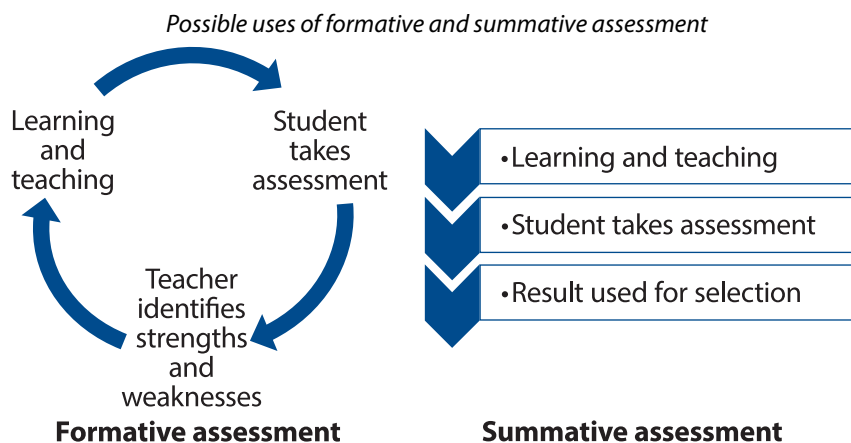 Possible uses of formative and summative assessment
Learning
and
teaching
Student
takes
assessment
Teacher
identifies
strengths
and
weaknesses
Formative assessment
•Learning and teaching
•Student takes assessment
•Result used for selection
Summative assessment